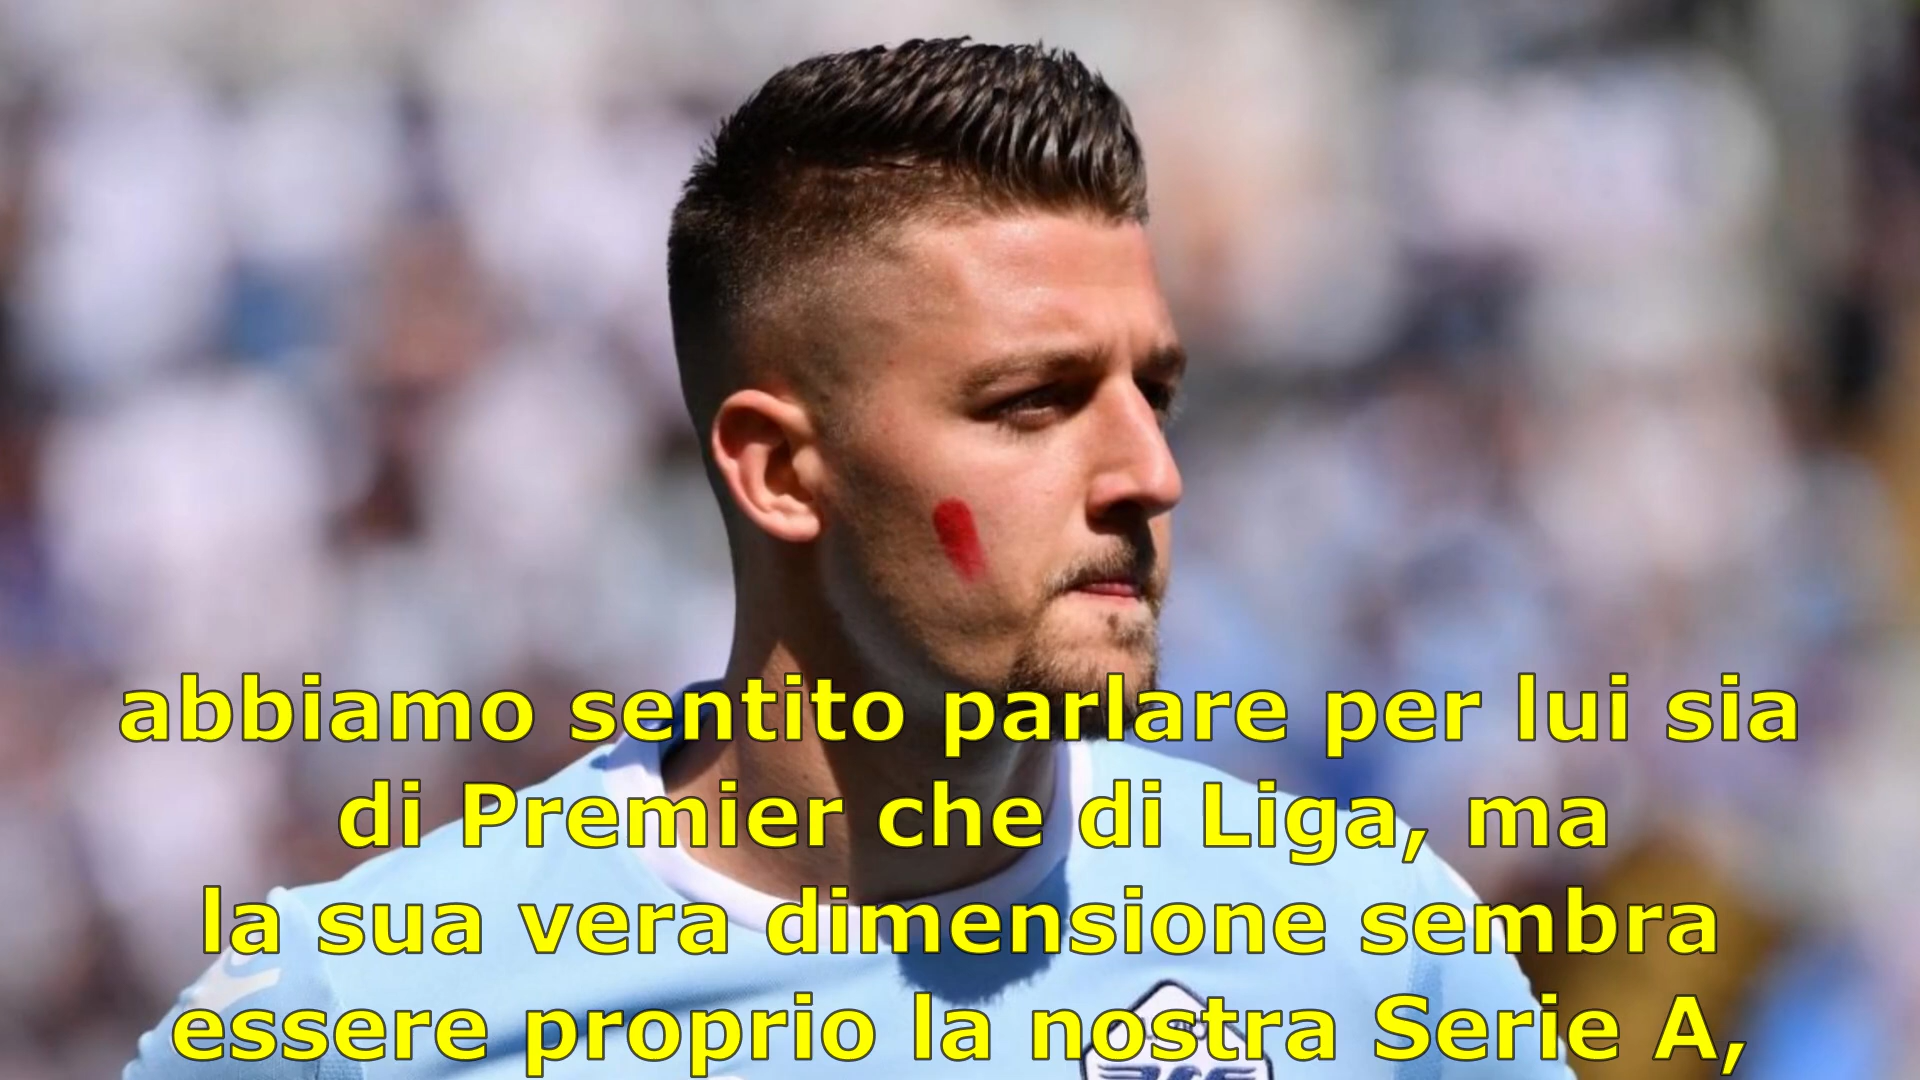 abbiamo sentito parlare per lui sia
di Premier che di Liga, ma
la sua vera dimensione sembra
essere proprio la nostra Serie A,